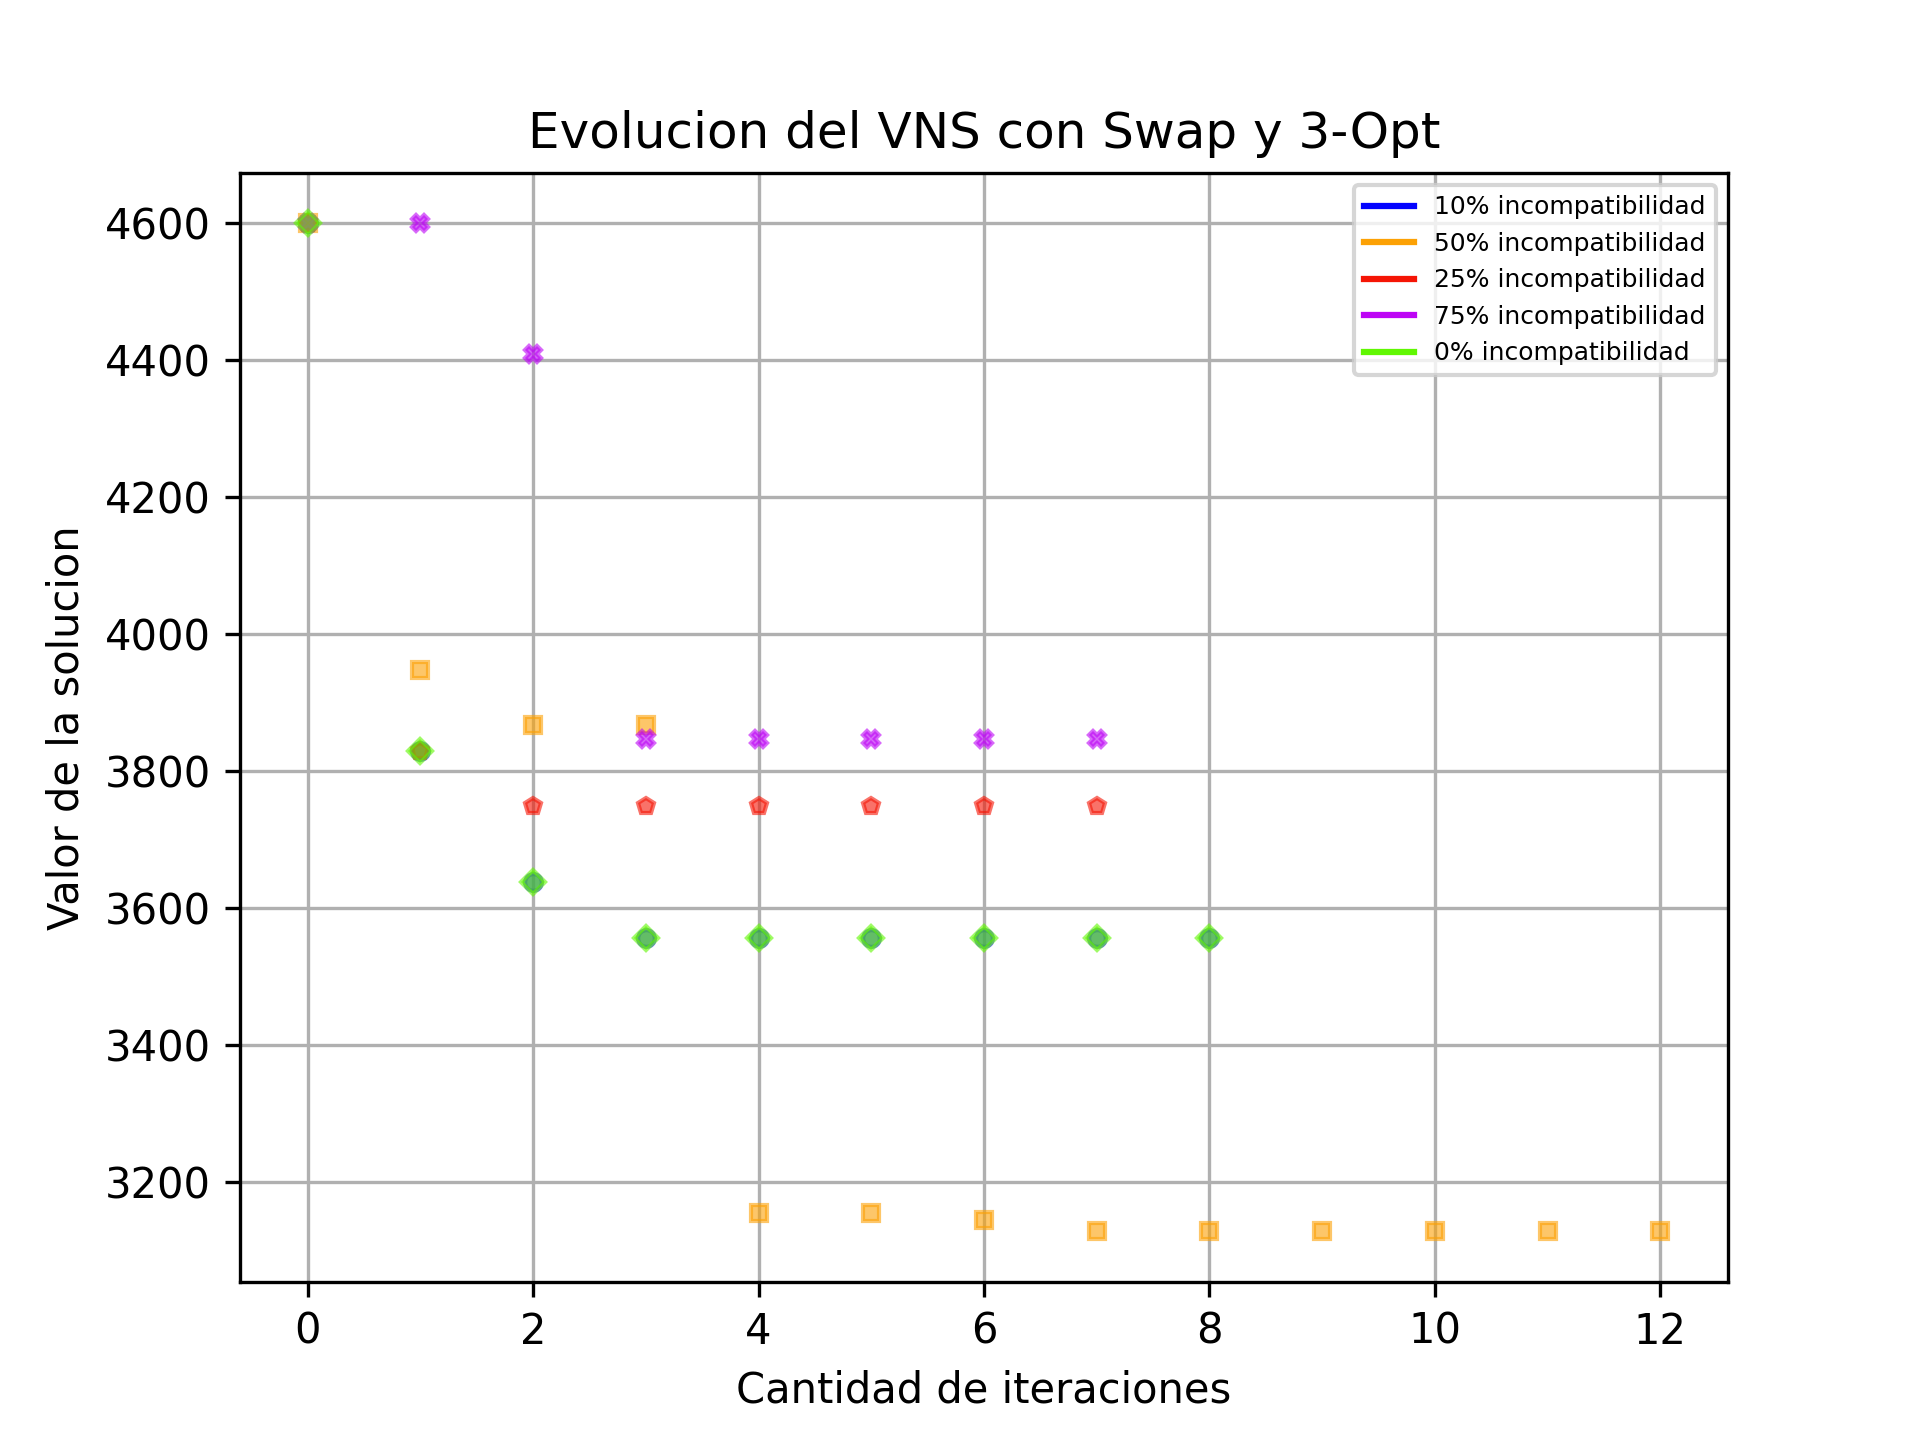 Evolucion del VNS con Swap y 3-Opt
10% incompatibilidad
50% incompatibilidad
25% incompatibilidad
75% incompatibilidad
0% incompatibilidad
Valor de la solucion
4600
4400
4200
4000
3800
3600
3400
3200
0 2 4 6 8 10 12
Cantidad de iteraciones